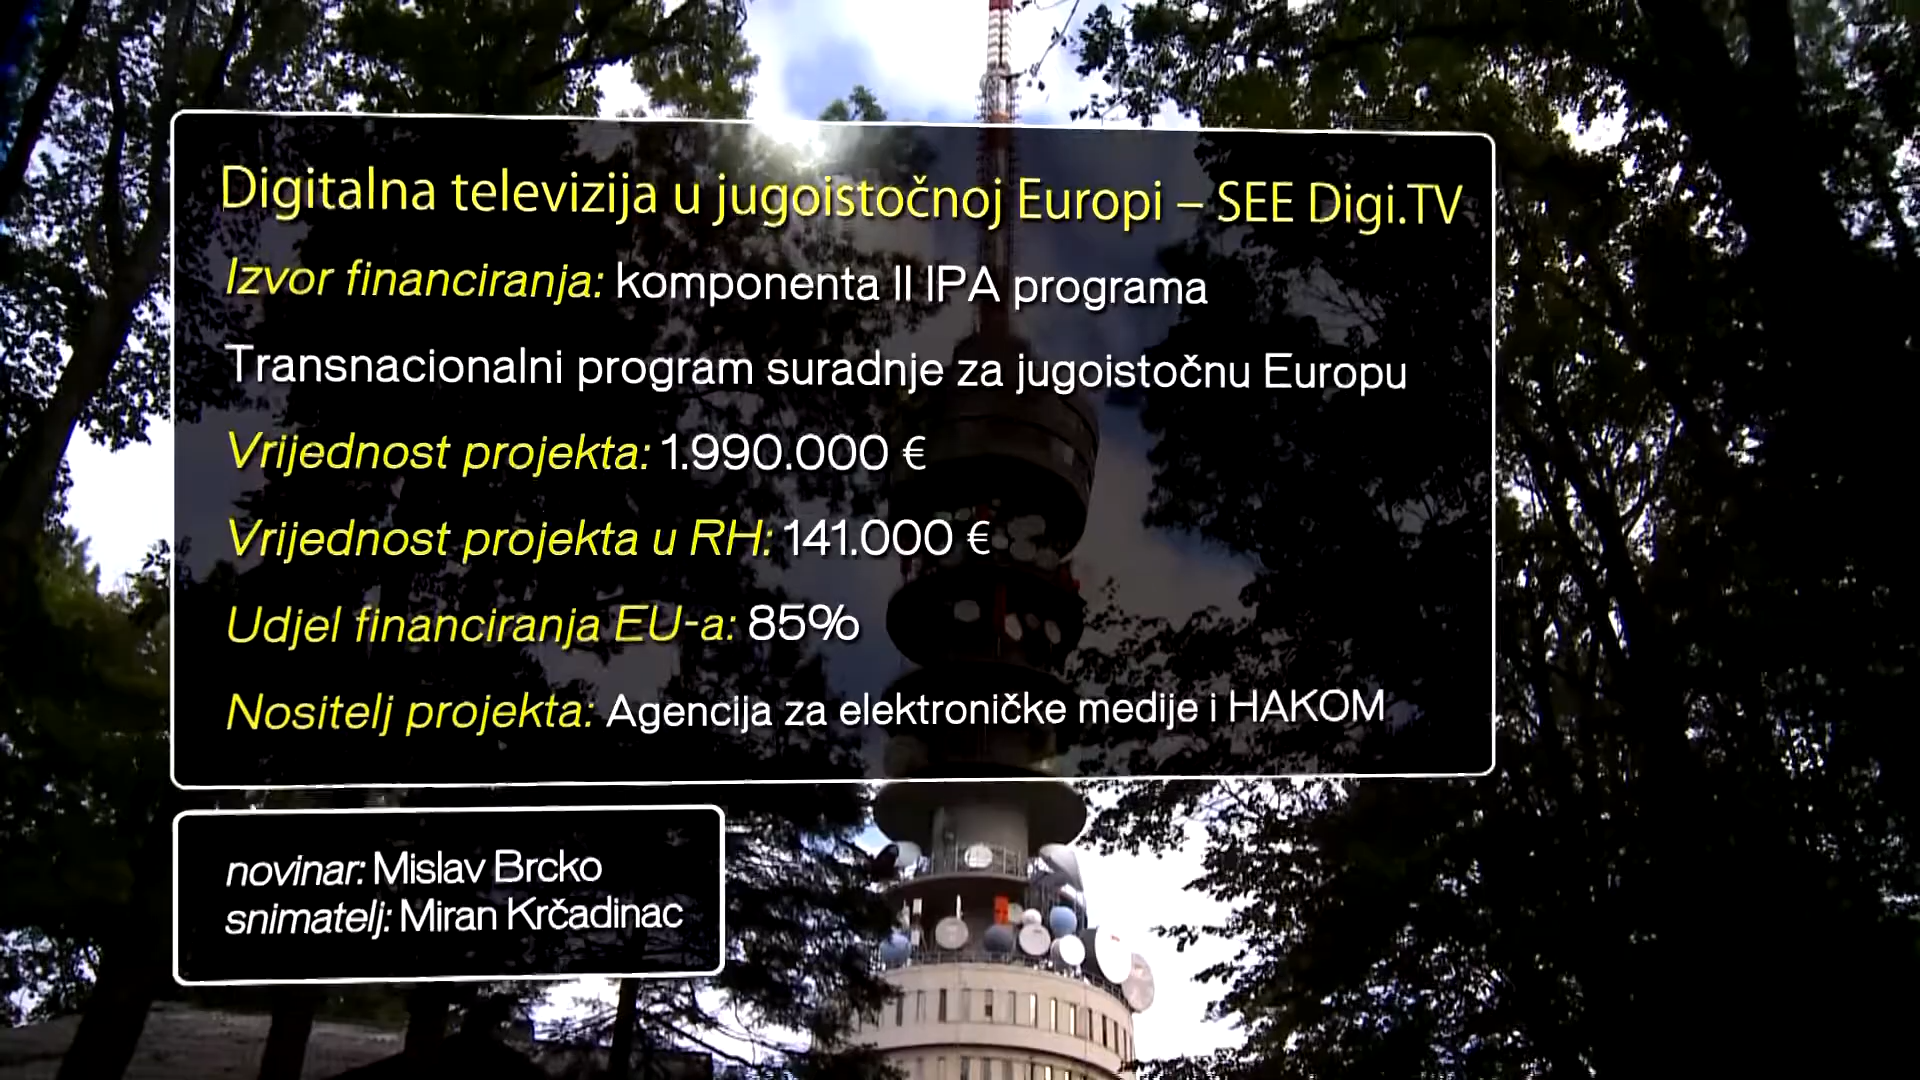 Digitalna televizija u jugoistočnoj Europi – SEE Digi.TV
Izvor financiranja: komponenta II IPA programa
Transnacionalni program suradnje za jugoistočnu Europu
Vrijednost projekta: 1.990.000 €
Vrijednost projekta u RH: 141.000 €
Udjel financiranja EU-a: 85%
Nositelj projekta: Agencija za elektroničke medije i HAKOM
novinar: Mislav Brcko
snimatelj: Miran Krčadinac